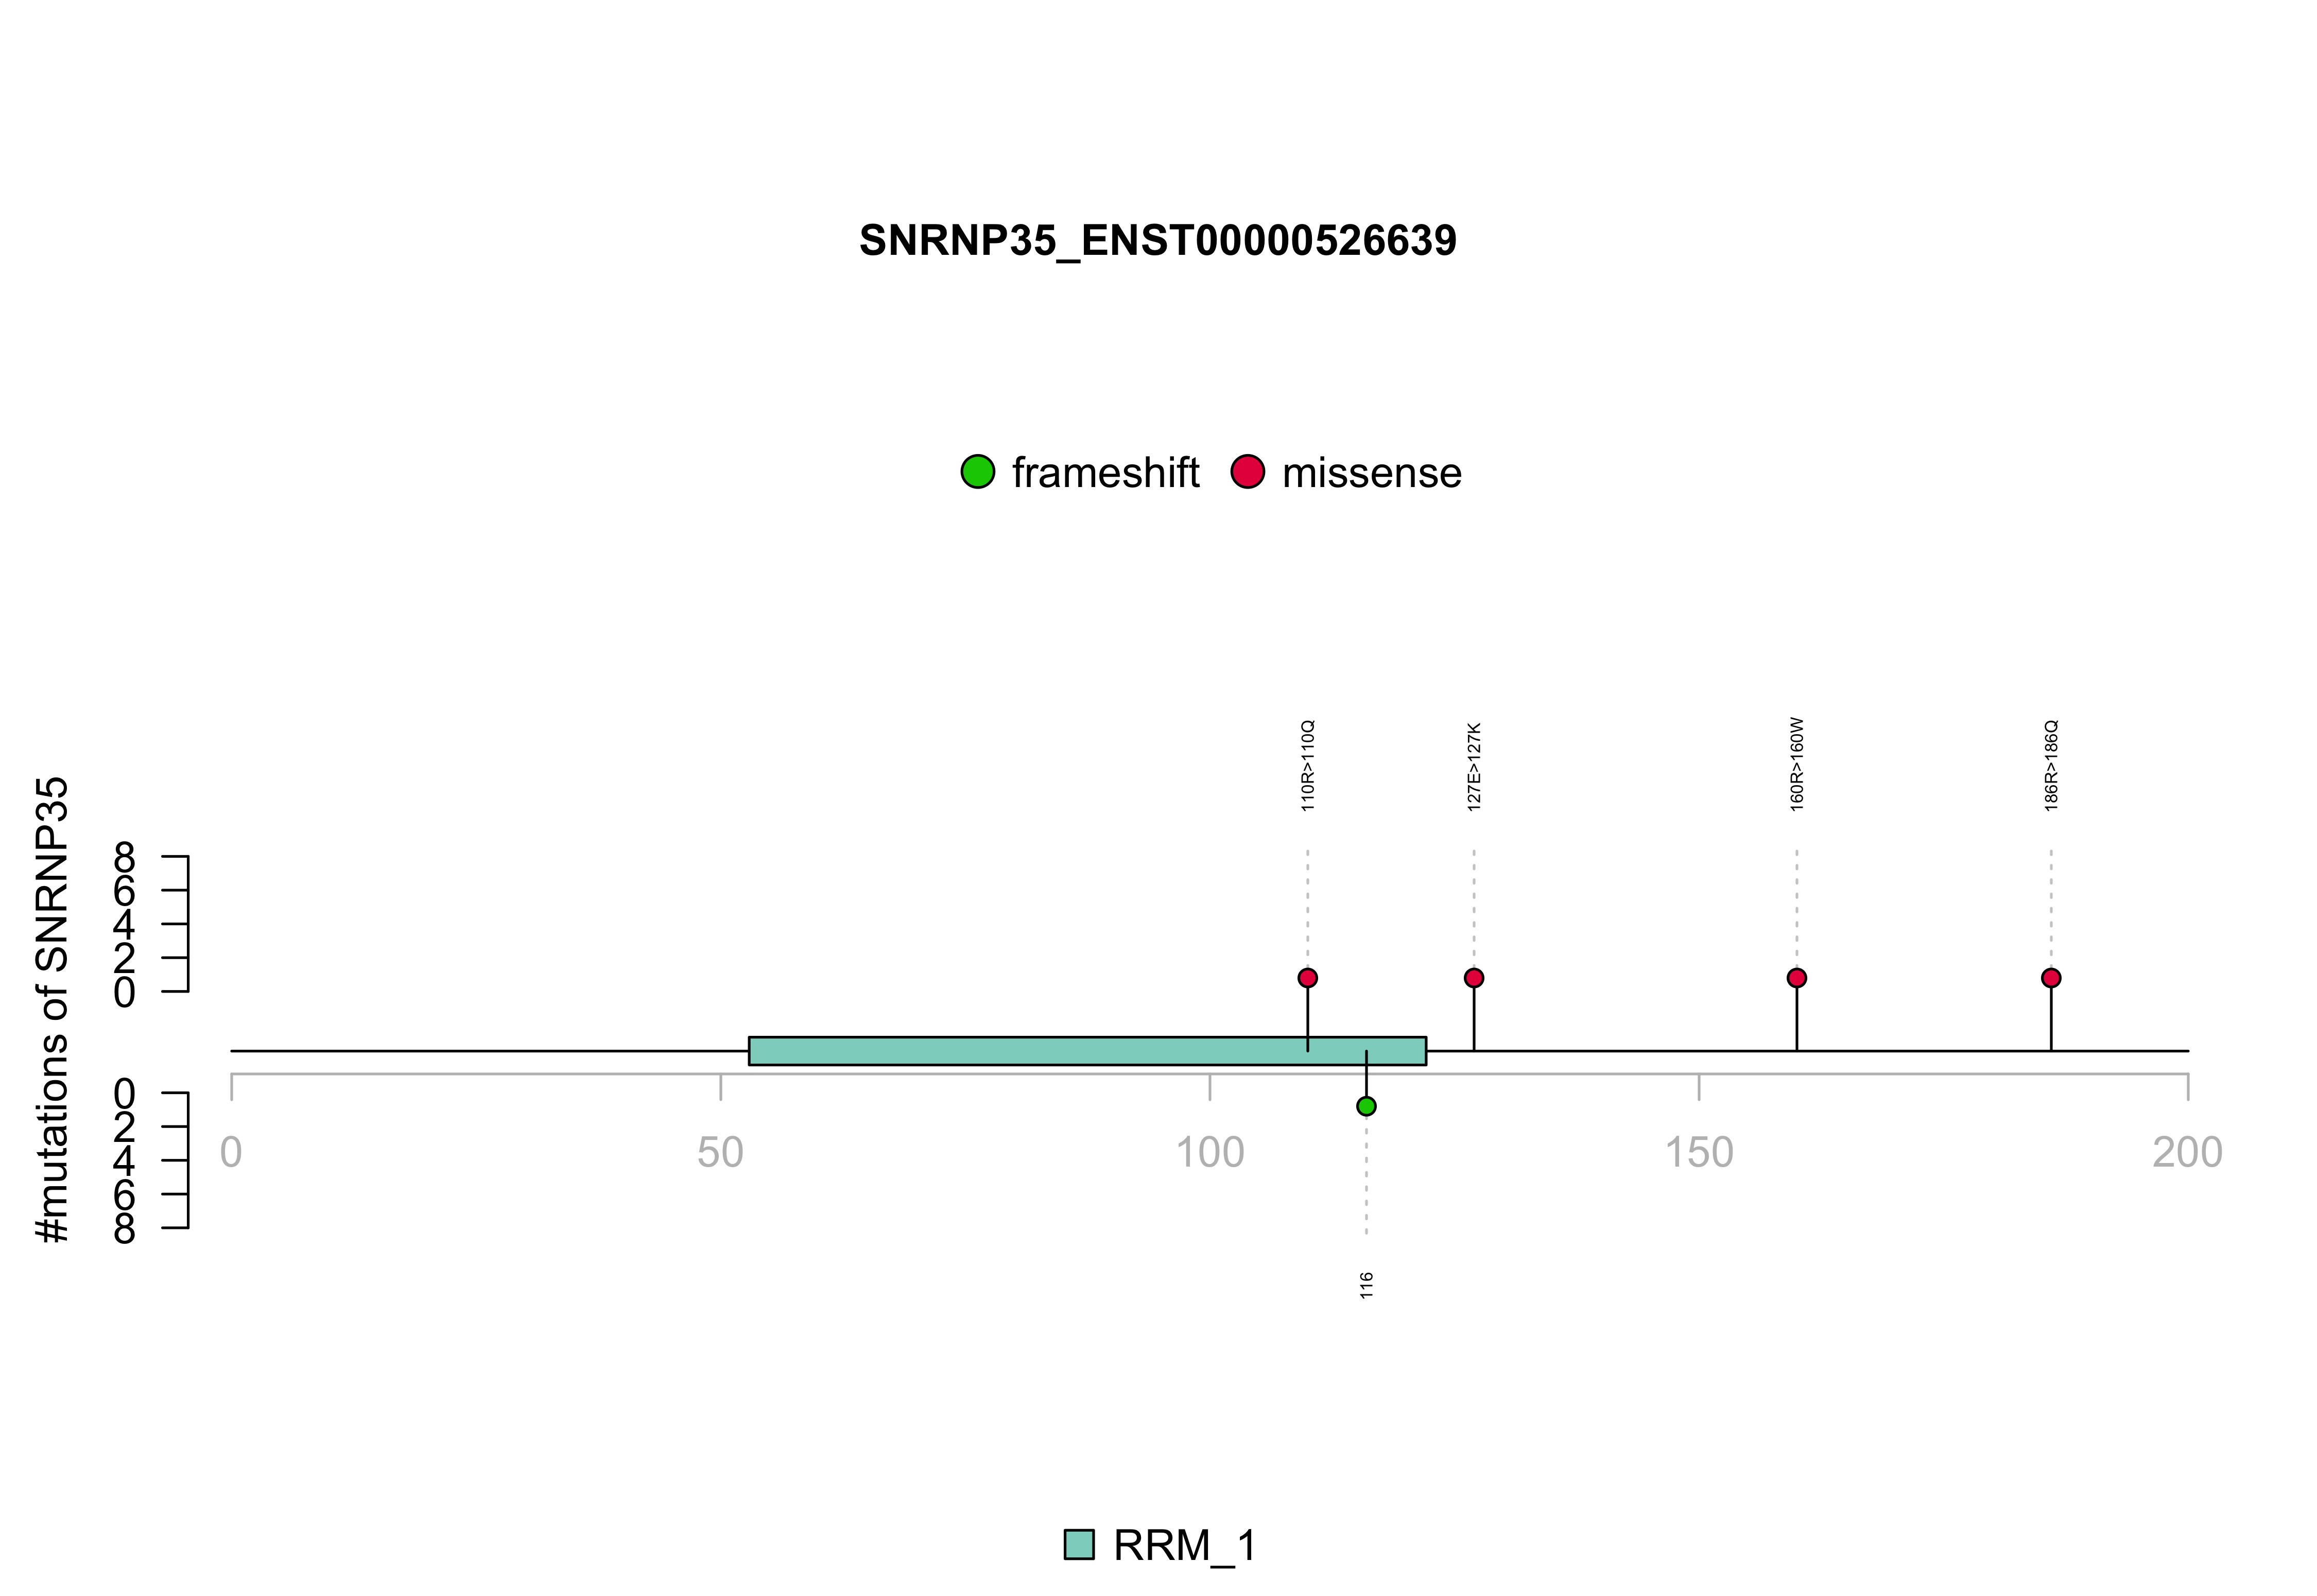 SNRNP35_ENST00000526639
frameshift missense
110R>110Q
127E>127K
160R>160W
186R>186Q
#mutations of SNRNP35
8
6
4
2
0
0
2
4
6
8
0 50 100 150 200
116
RRM_1